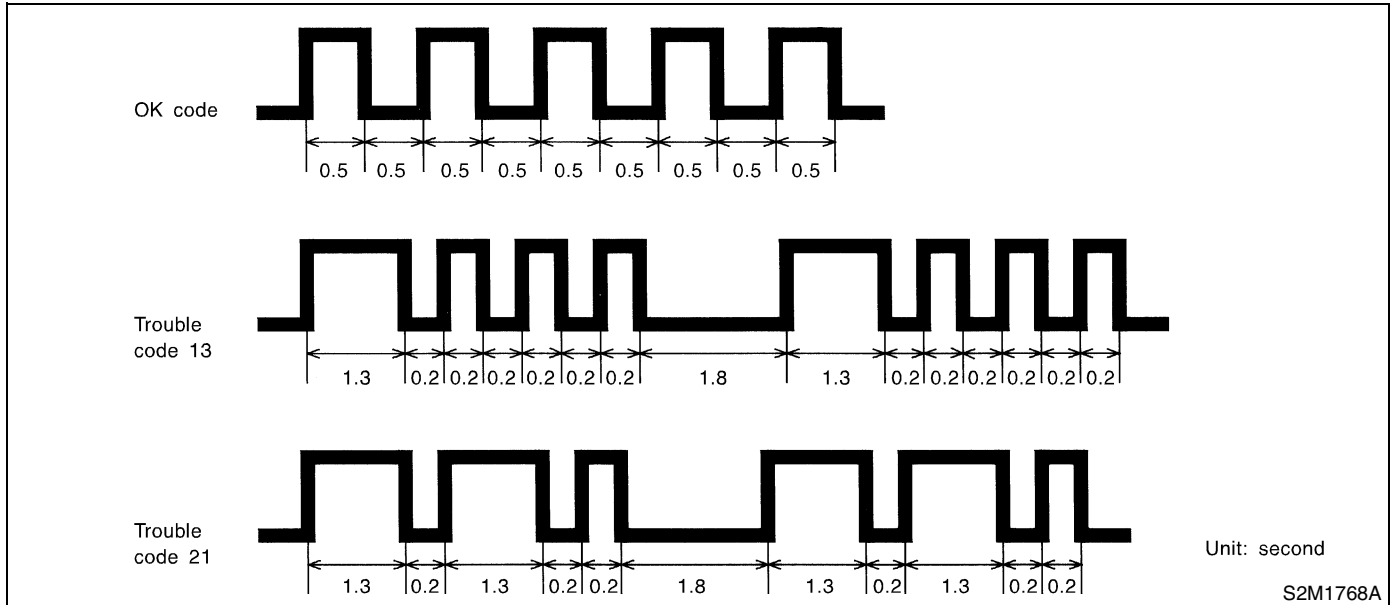 OK code
0.5 0.5 0.5 0.5 0.5 0.5 0.5 0.5 0.5
Trouble
code 13
1.3 0.2 0.2 0.2 0.2 0.2 0.2 1.8 1.3 0.2 0.2 0.2 0.2 0.2 0.2
Trouble
code 21
1.3 0.2 1.3 0.2 0.2 1.8 1.3 0.2 1.3 0.2 0.2
Unit: second
S2M1768A